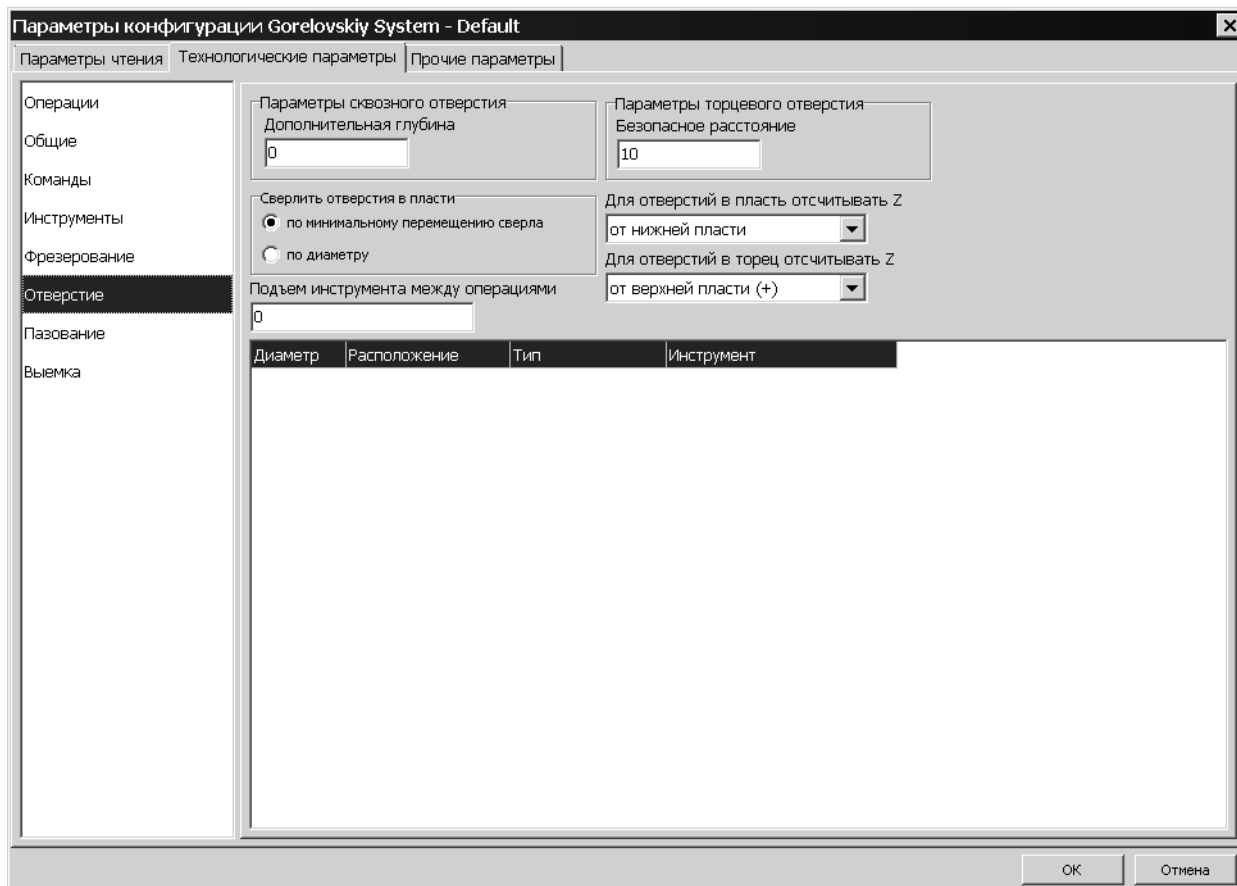 Параметры конфигурации Gorelovskiy System - Default
Параметры чтения Технологические параметры Прочие параметры
Операции
Общие
Команды
Инструменты
Фрезерование
Отверстие
Пазование
Выемка
Параметры сквозного отверстия
Дополнительная глубина
0
Параметры торцевого отверстия
Безопасное расстояние
10
Сверлить отверстия в пласти
по минимальному перемещению сверла
по диаметру
Для отверстий в пласть отсчитывать Z
от нижней пласти
Для отверстий в торец отсчитывать Z
от верхней пласти (+)
Подъем инструмента между операциями
0
Диаметр Расположение Тип Инструмент
ОК Отмена